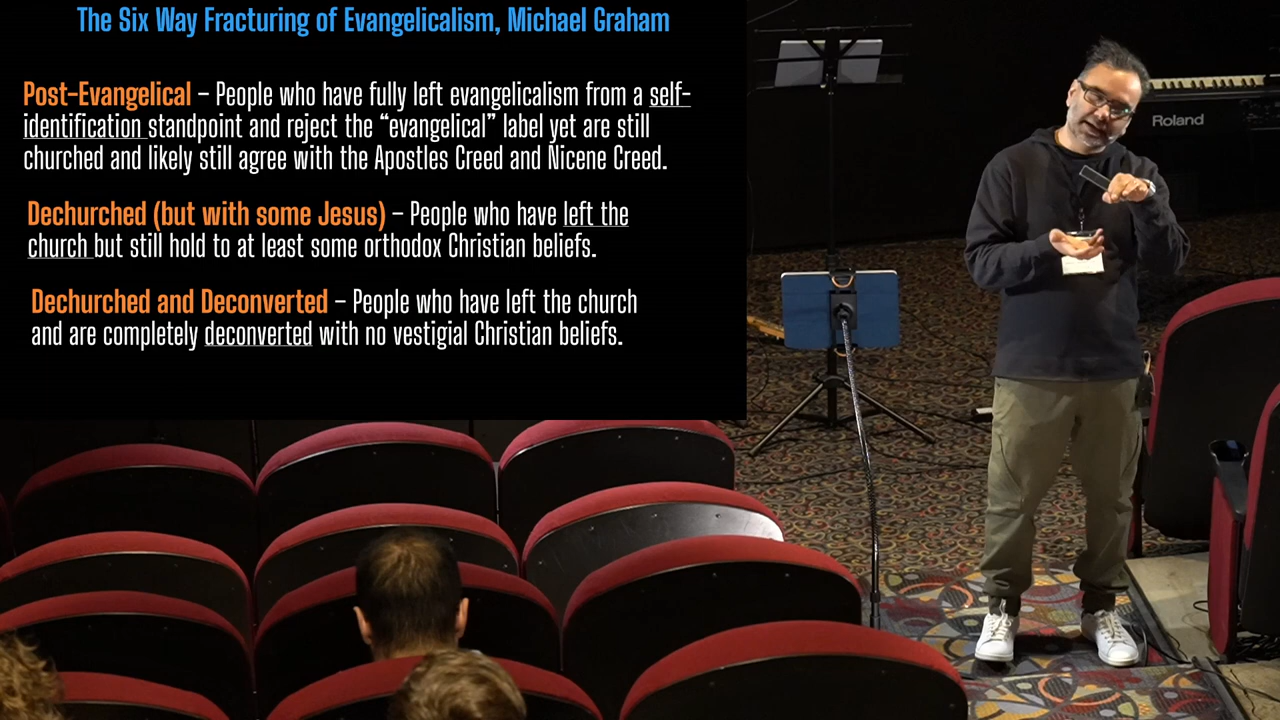 The Six Way Fracturing of Evangelicalism, Michael Graham
Post-Evangelical – People who have fully left evangelicalism from a self-
identification standpoint and reject the “evangelical” label yet are still
churched and likely still agree with the Apostles Creed and Nicene Creed.
Dechurched (but with some Jesus) – People who have left the
church but still hold to at least some orthodox Christian beliefs.
Dechurched and Deconverted – People who have left the church
and are completely deconverted with no vestigial Christian beliefs.
Roland